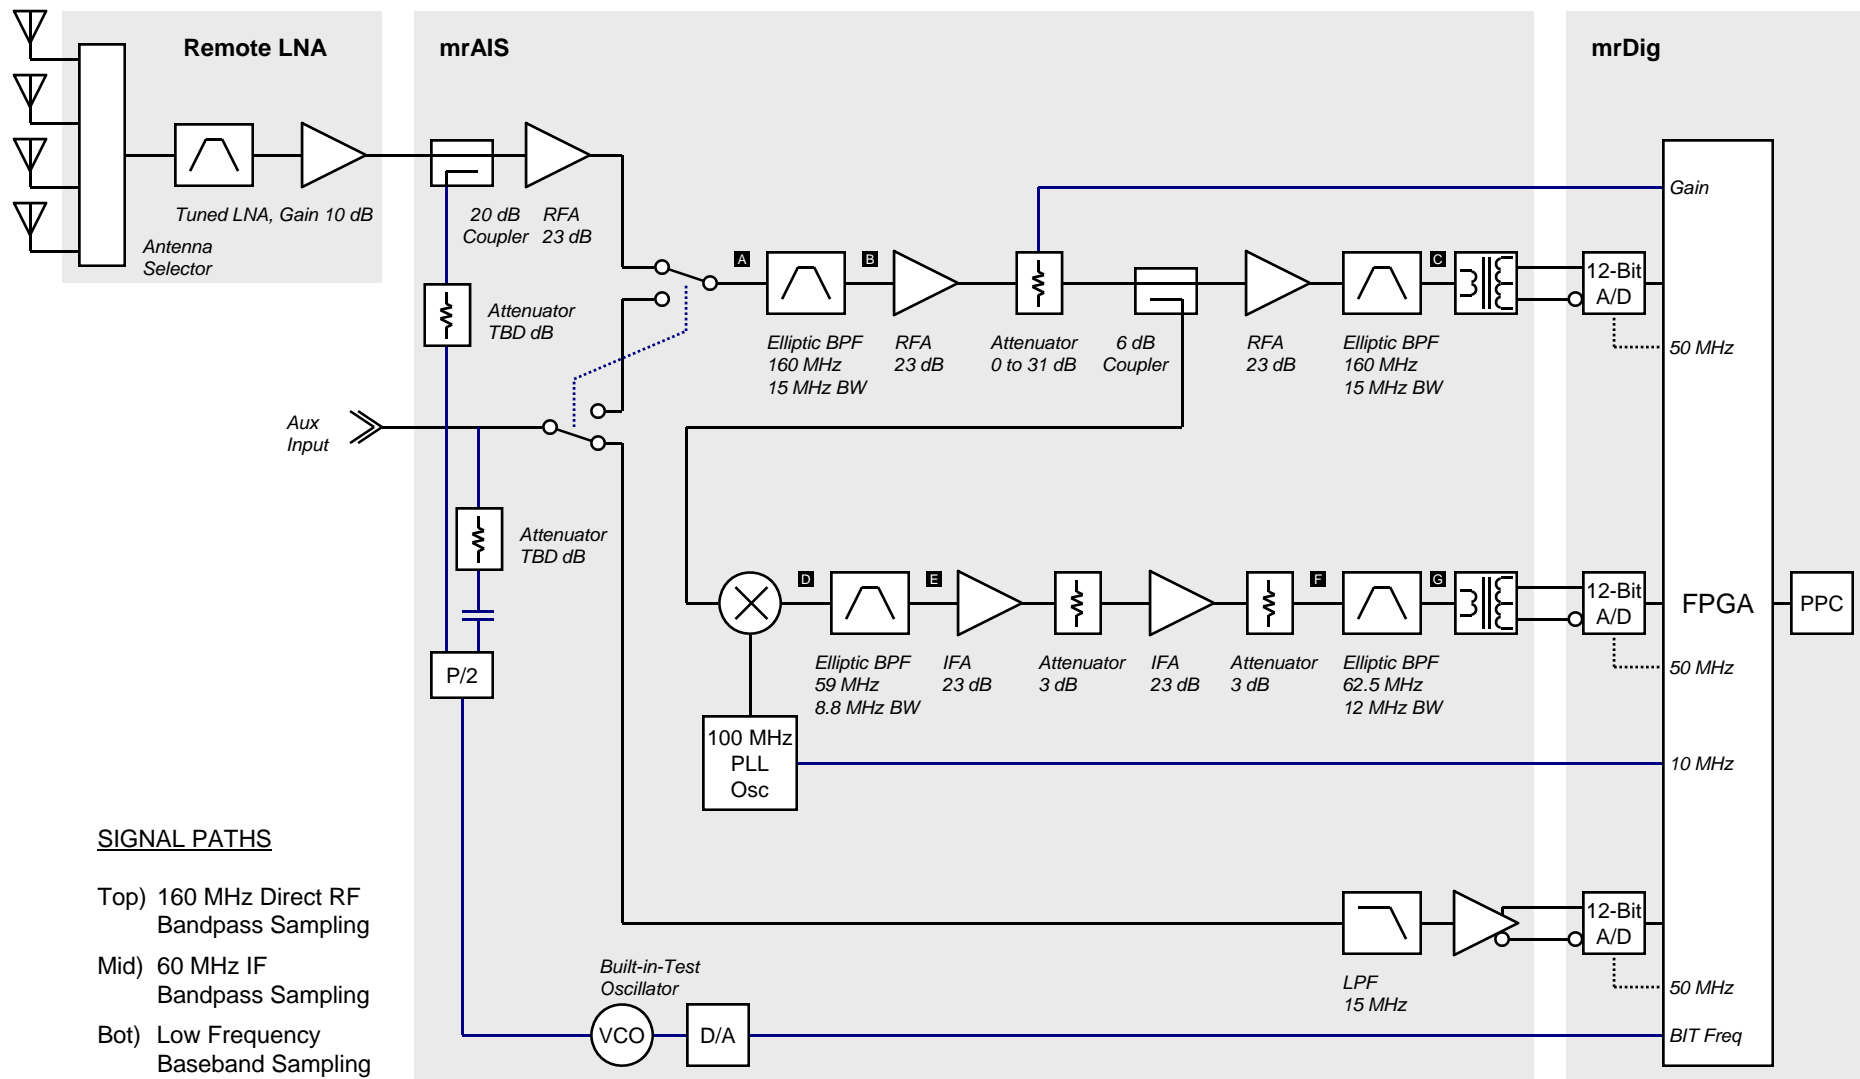 Remote LNA
mrAIS
mrDig
Tuned LNA, Gain 10 dB
Antenna
Selector
20 dB
Coupler
RFA
23 dB
Gain
A
B
C
12-Bit
A/D
50 MHz
Attenuator
TBD dB
Elliptic BPF
160 MHz
15 MHz BW
RFA
23 dB
Attenuator
0 to 31 dB
6 dB
Coupler
RFA
23 dB
Elliptic BPF
160 MHz
15 MHz BW
Aux
Input
Attenuator
TBD dB
P/2
D
E
F
G
12-Bit
A/D
FPGA
PPC
50 MHz
Elliptic BPF
59 MHz
8.8 MHz BW
IFA
23 dB
Attenuator
3 dB
IFA
23 dB
Attenuator
3 dB
Elliptic BPF
62.5 MHz
12 MHz BW
100 MHz
PLL
Osc
10 MHz
12-Bit
A/D
50 MHz
LPF
15 MHz
Built-in-Test
Oscillator
VCO
D/A
BIT Freq
SIGNAL PATHS
Top) 160 MHz Direct RF
Bandpass Sampling
Mid) 60 MHz IF
Bandpass Sampling
Bot) Low Frequency
Baseband Sampling